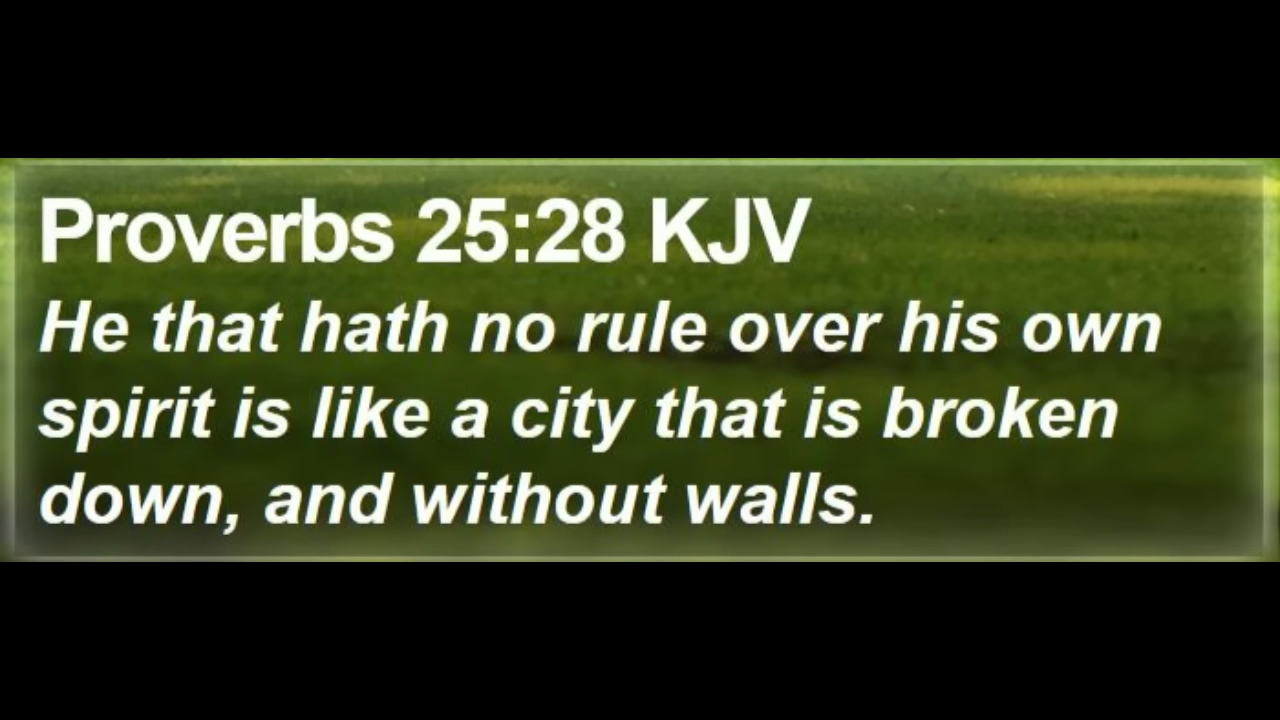 Proverbs 25:28 KJV
He that hath no rule over his own
spirit is like a city that is broken
down, and without walls.